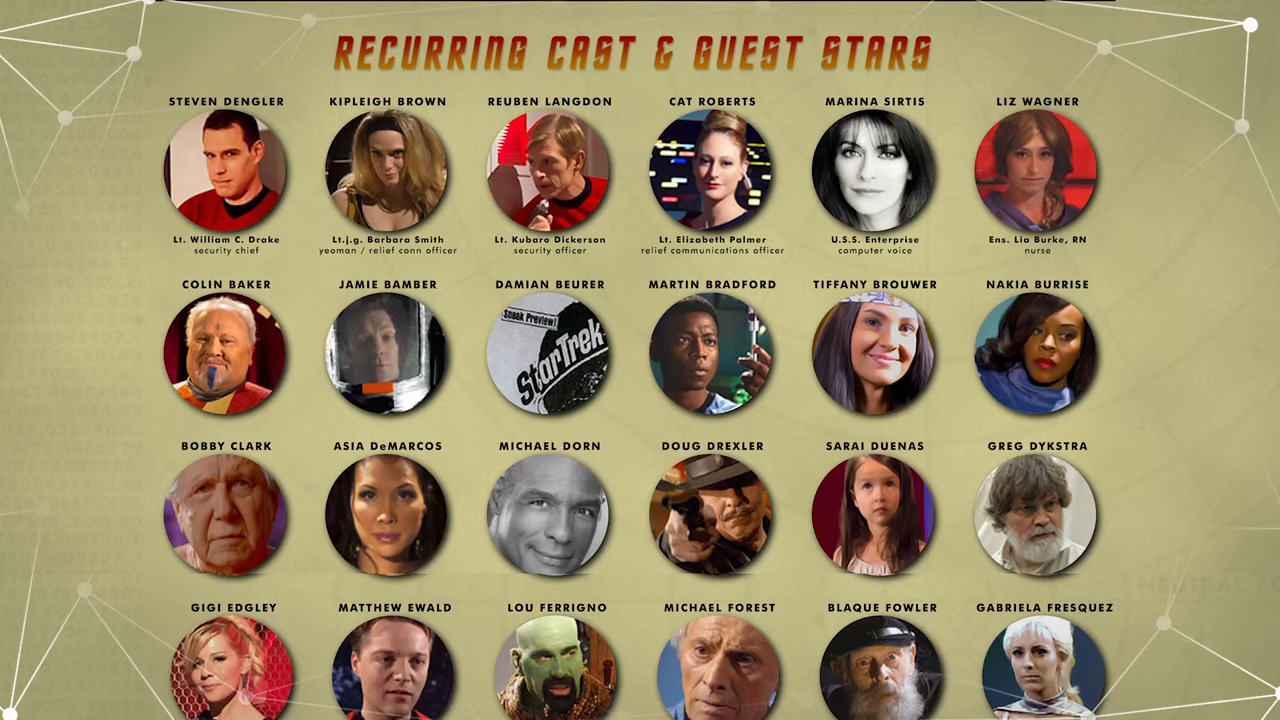 RECURRING CAST & GUEST STARS
STEVEN DENGLER
KIPLEIGH BROWN
REUBEN LANGDON
CAT ROBERTS
MARINA SIRTIS
LIZ WAGNER
Lt. William C. Drake
security chief
Lt.j.g. Barbara Smith
yeoman / relief conn officer
Lt. Kubaro Dickerson
security officer
Lt. Elizabeth Palmer
relief communications officer
U.S.S. Enterprise
computer voice
Ens. Lia Burke, RN
nurse
COLIN BAKER
JAMIE BAMBER
DAMIAN BEURER
MARTIN BRADFORD
TIFFANY BROUWER
NAKIA BURRISE
Sneak Preview!
StarTrek
BOBBY CLARK
ASIA DeMARCOS
MICHAEL DORN
DOUG DREXLER
SARAI DUENAS
GREG DYKSTRA
NEUTRAL
GIGI EDGLEY
MATTHEW EWALD
LOU FERRIGNO
MICHAEL FOREST
BLAQUE FOWLER
GABRIELA FRESQUEZ